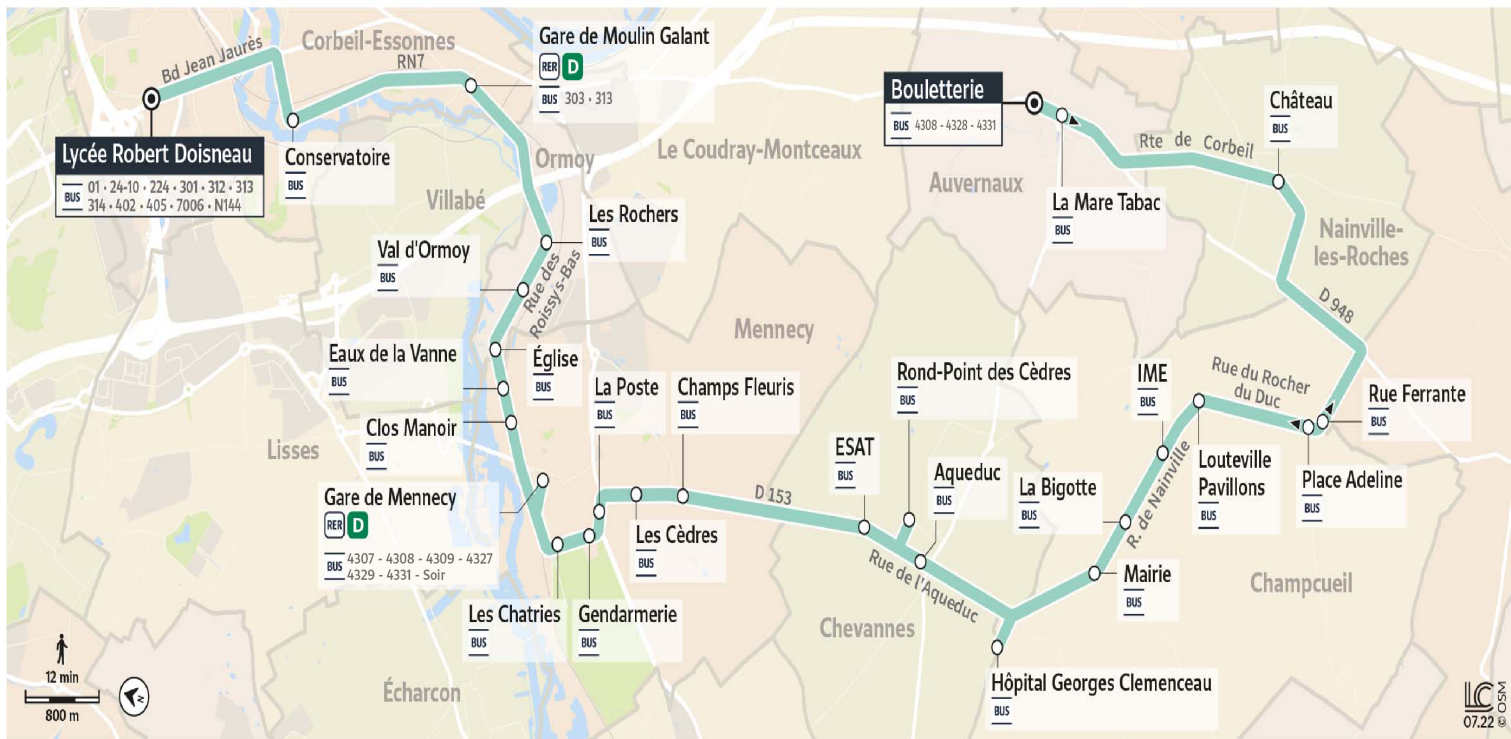 Bd Jean Jaurès
Corbeil-Essonnes
RN7
Gare de Moulin Galant
RER D
BUS 303 • 313
Lycée Robert Doisneau
BUS 01 • 24-10 • 224 • 301 • 312 • 313
314 • 402 • 405 • 7006 • N144
Conservatoire
BUS
Villabé
Ormoy
Le Coudray-Montceaux
Bouletterie
BUS 4308 - 4328 - 4331
Auvernaux
La Mare Tabac
BUS
Rte de Corbeil
Château
BUS
Nainville-
les-Roches
D 948
Les Rochers
BUS
Val d'Ormoy
BUS
Rue des
Roissys-Bas
Eaux de la Vanne
BUS
Église
BUS
Mennecy
Clos Manoir
BUS
Lisses
La Poste
BUS
Champs Fleuris
BUS
Rond-Point des Cèdres
BUS
IME
BUS
Rue du Rocher
du Duc
Rue Ferrante
BUS
Gare de Mennecy
RER D
BUS 4307 - 4308 - 4309 - 4327
4329 - 4331 - Soir
Les Cèdres
BUS
D 153
ESAT
BUS
Aqueduc
BUS
La Bigotte
BUS
R. de Nainville
Louteville
Pavillons
BUS
Place Adeline
BUS
Les Chatries
BUS
Gendarmerie
BUS
Rue de l'Aqueduc
Chevannes
Mairie
BUS
Champcueil
Hôpital Georges Clemenceau
BUS
Écharcon
12 min
800 m
N
LC
07.22 © OSM